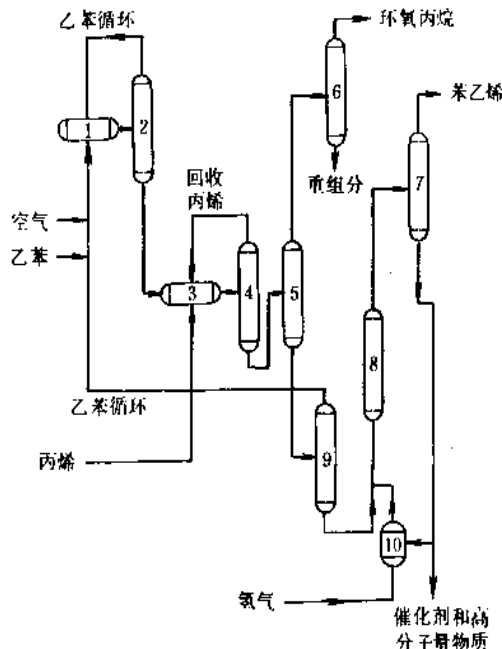 乙苯循环
环氧丙烷
苯乙烯
6
1
2
7
重组分
回收
丙烯
空气
乙苯
3
4
5
8
乙苯循环
9
丙烯
10
氢气
催化剂和高
分子量物质